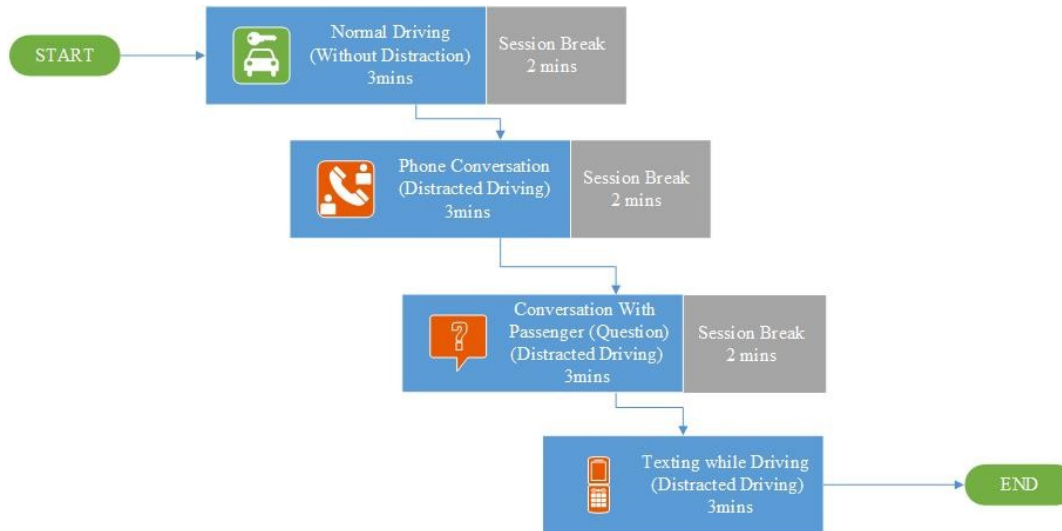 START
Normal Driving
(Without Distraction)
3mins
Session Break
2 mins
Phone Conversation
(Distracted Driving)
3mins
Session Break
2 mins
Conversation With
Passenger (Question)
(Distracted Driving)
3mins
Session Break
2 mins
?
Texting while Driving
(Distracted Driving)
3mins
END